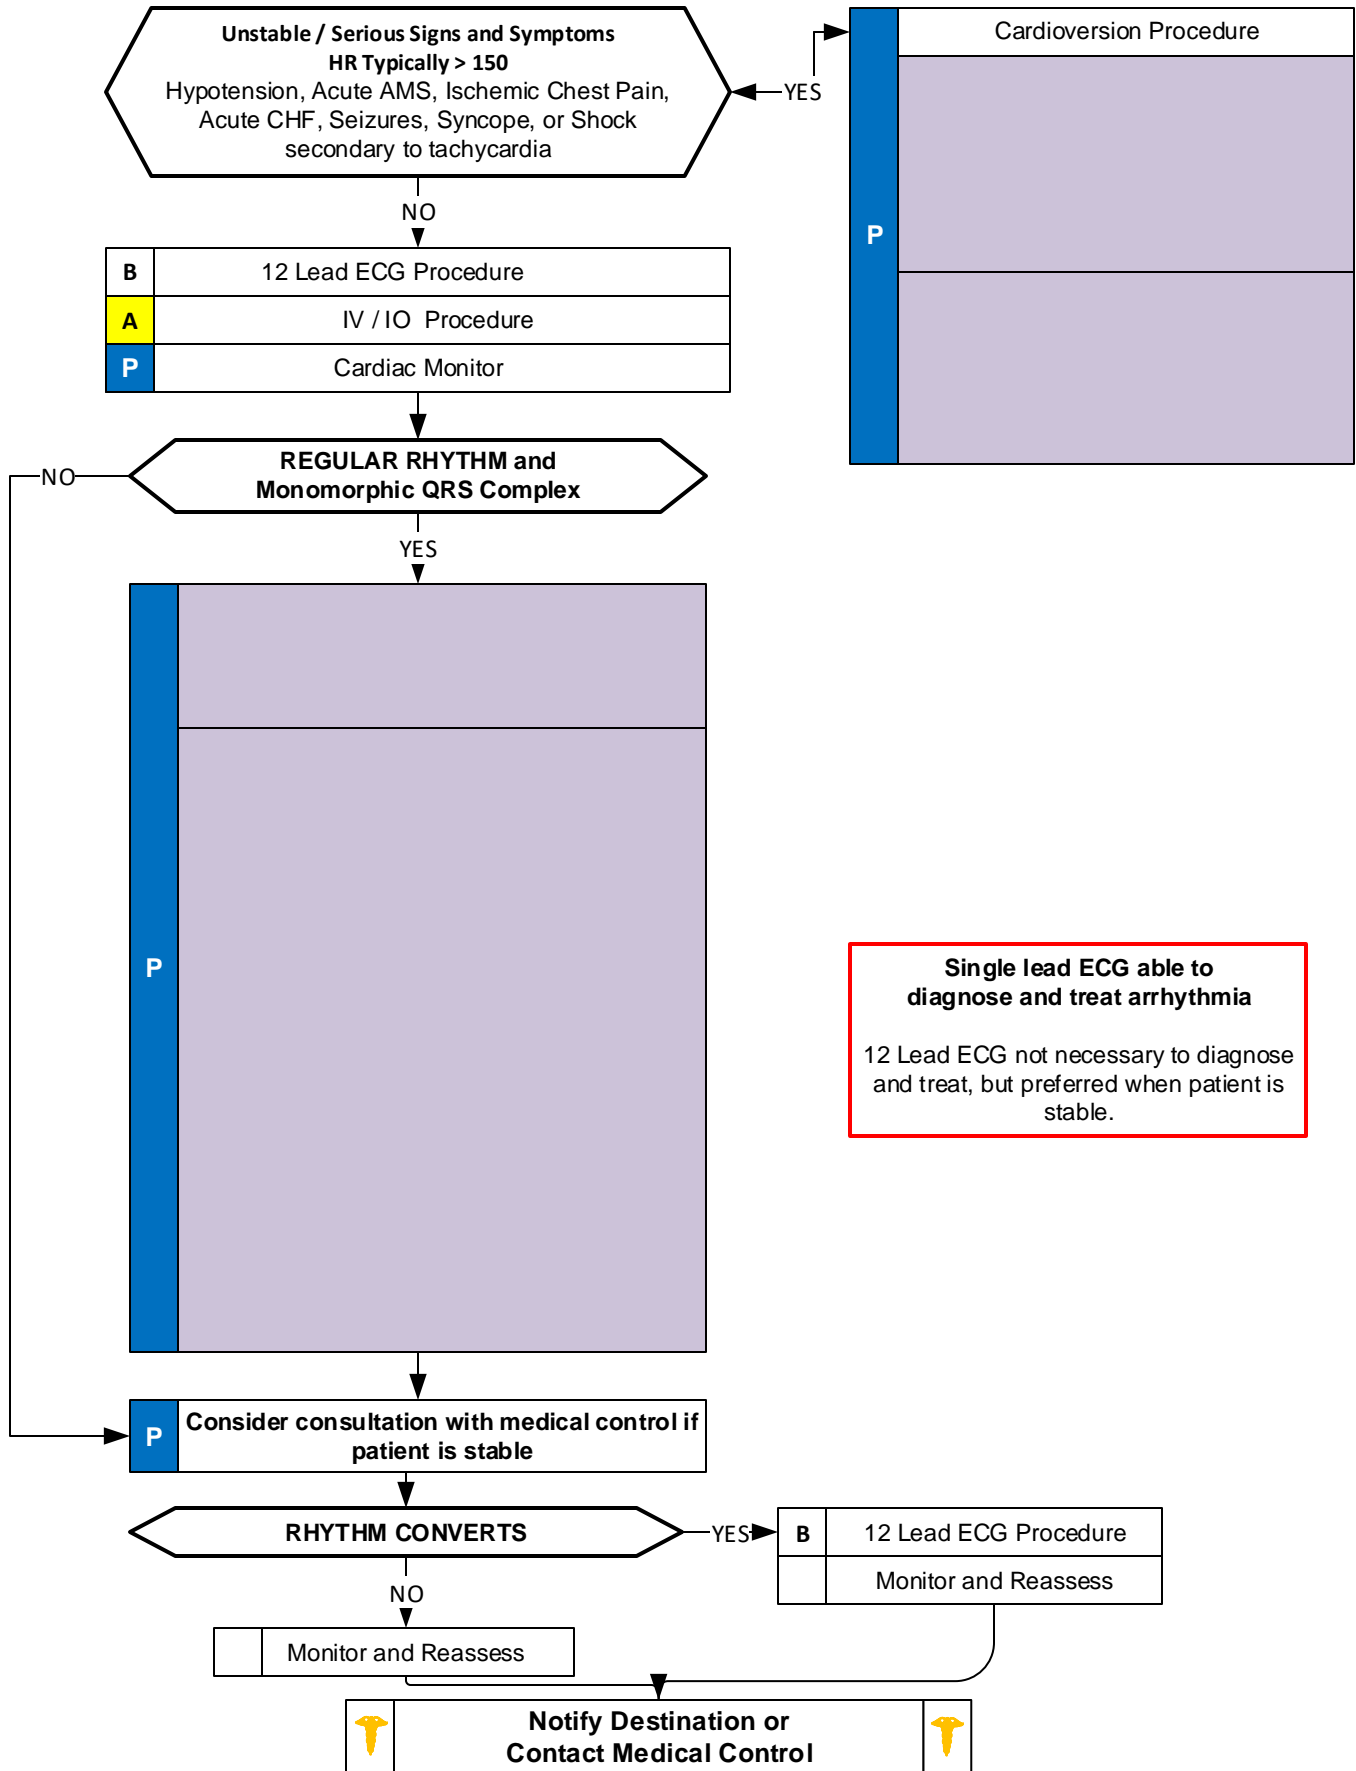 Unstable / Serious Signs and Symptoms
HR Typically > 150
Hypotension, Acute AMS, Ischemic Chest Pain,
Acute CHF, Seizures, Syncope, or Shock
secondary to tachycardia
YES
Cardioversion Procedure
P
NO
B 12 Lead ECG Procedure
A IV / IO Procedure
P Cardiac Monitor
REGULAR RHYTHM and
Monomorphic QRS Complex
NO
YES
P
Single lead ECG able to
diagnose and treat arrhythmia
12 Lead ECG not necessary to diagnose
and treat, but preferred when patient is
stable.
P Consider consultation with medical control if
patient is stable
RHYTHM CONVERTS
YES
B 12 Lead ECG Procedure
Monitor and Reassess
NO
Monitor and Reassess
Notify Destination or
Contact Medical Control